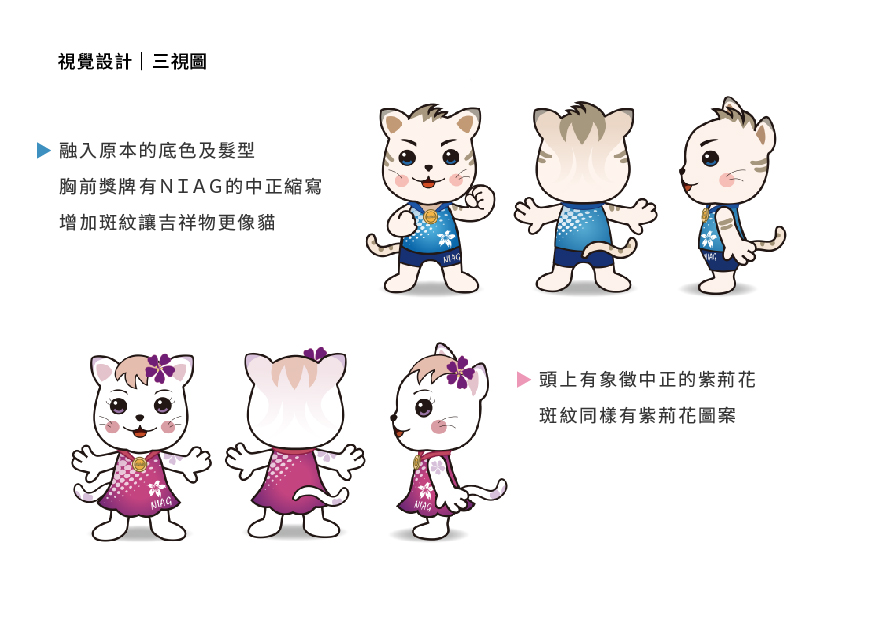 視覺設計｜三視圖
融入原本的底色及髮型
胸前獎牌有NIAG的中正縮寫
增加斑紋讓吉祥物更像貓
NIAG
NIAG
頭上有象徵中正的紫荊花
斑紋同樣有紫荊花圖案
NIAG
NIAG